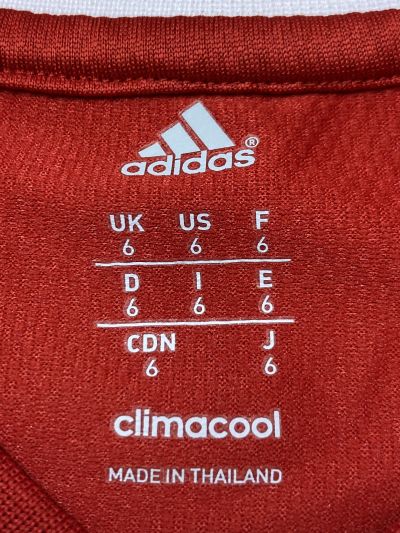 adidas®
UK US F
6 6 6
D I E
6 6 6
CDN J
6 6
climacool
MADE IN THAILAND